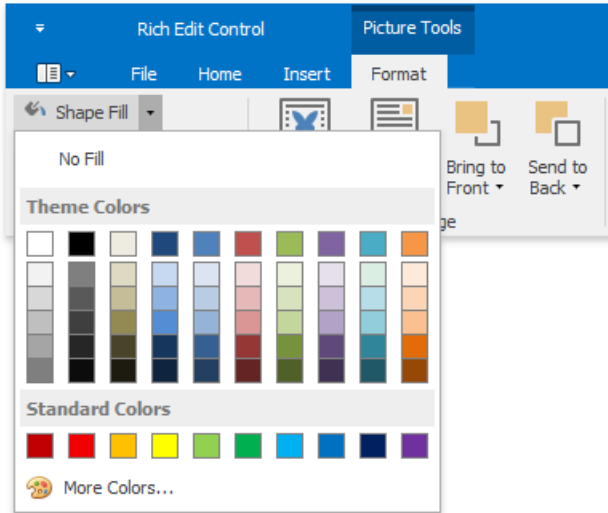 Rich Edit Control
Picture Tools
File Home Insert Format
Shape Fill
No Fill
Bring to Front
Send to Back
Theme Colors
Standard Colors
More Colors...